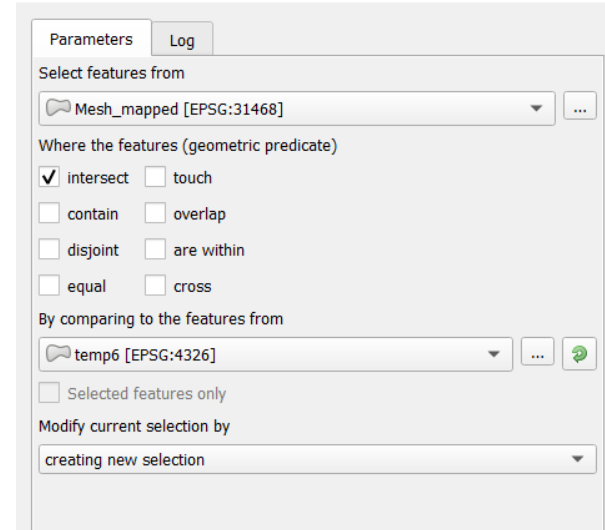 Parameters Log
Select features from
Mesh_mapped [EPSG:31468] ...
Where the features (geometric predicate)
intersect touch
contain overlap
disjoint are within
equal cross
By comparing to the features from
temp6 [EPSG:4326] ...
Selected features only
Modify current selection by
creating new selection